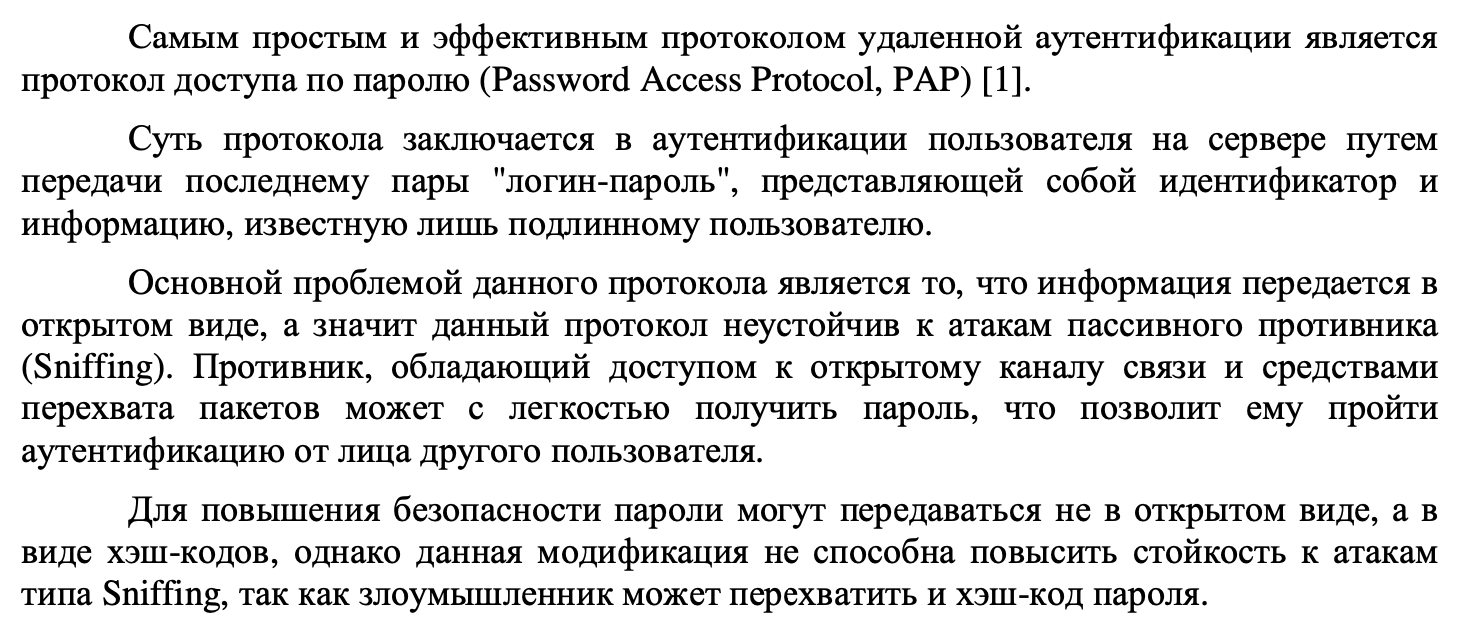 Самым простым и эффективным протоколом удаленной аутентификации является
протокол доступа по паролю (Password Access Protocol, PAP) [1].
Суть протокола заключается в аутентификации пользователя на сервере путем
передачи последнему пары "логин-пароль", представляющей собой идентификатор и
информацию, известную лишь подлинному пользователю.
Основной проблемой данного протокола является то, что информация передается в
открытом виде, а значит данный протокол неустойчив к атакам пассивного противника
(Sniffing). Противник, обладающий доступом к открытому каналу связи и средствами
перехвата пакетов может с легкостью получить пароль, что позволит ему пройти
аутентификацию от лица другого пользователя.
Для повышения безопасности пароли могут передаваться не в открытом виде, а в
виде хэш-кодов, однако данная модификация не способна повысить стойкость к атакам
типа Sniffing, так как злоумышленник может перехватить и хэш-код пароля.